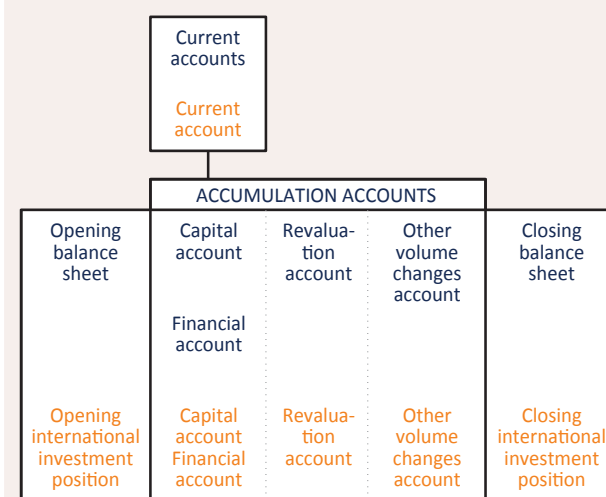 Current
accounts
Current
account
ACCUMULATION ACCOUNTS
Opening
balance
sheet
Capital
account
Financial
account
Revalua-
tion
account
Other
volume
changes
account
Closing
balance
sheet
Opening
international
investment
position
Capital
account
Financial
account
Revalua-
tion
account
Other
volume
changes
account
Closing
international
investment
position